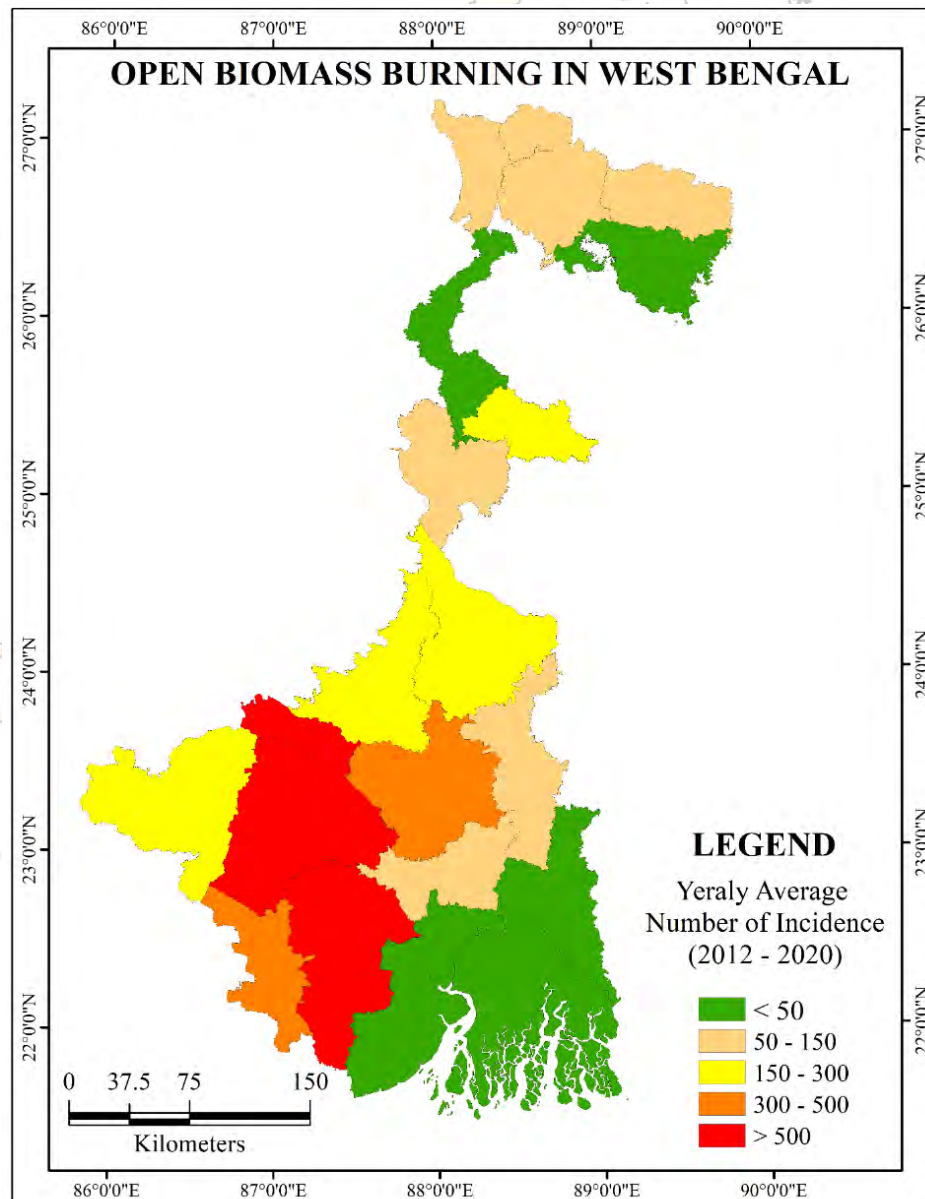 86°0'0"E 87°0'0"E 88°0'0"E 89°0'0"E 90°0'0"E
OPEN BIOMASS BURNING IN WEST BENGAL
27°0'0"N 27°0'0"N
26°0'0"N 26°0'0"N
25°0'0"N 25°0'0"N
24°0'0"N 24°0'0"N
23°0'0"N 23°0'0"N
LEGEND
Yeraly Average
Number of Incidence
(2012 - 2020)
22°0'0"N 22°0'0"N
< 50
50 - 150
150 - 300
300 - 500
> 500
0 37.5 75 150
Kilometers
86°0'0"E 87°0'0"E 88°0'0"E 89°0'0"E 90°0'0"E